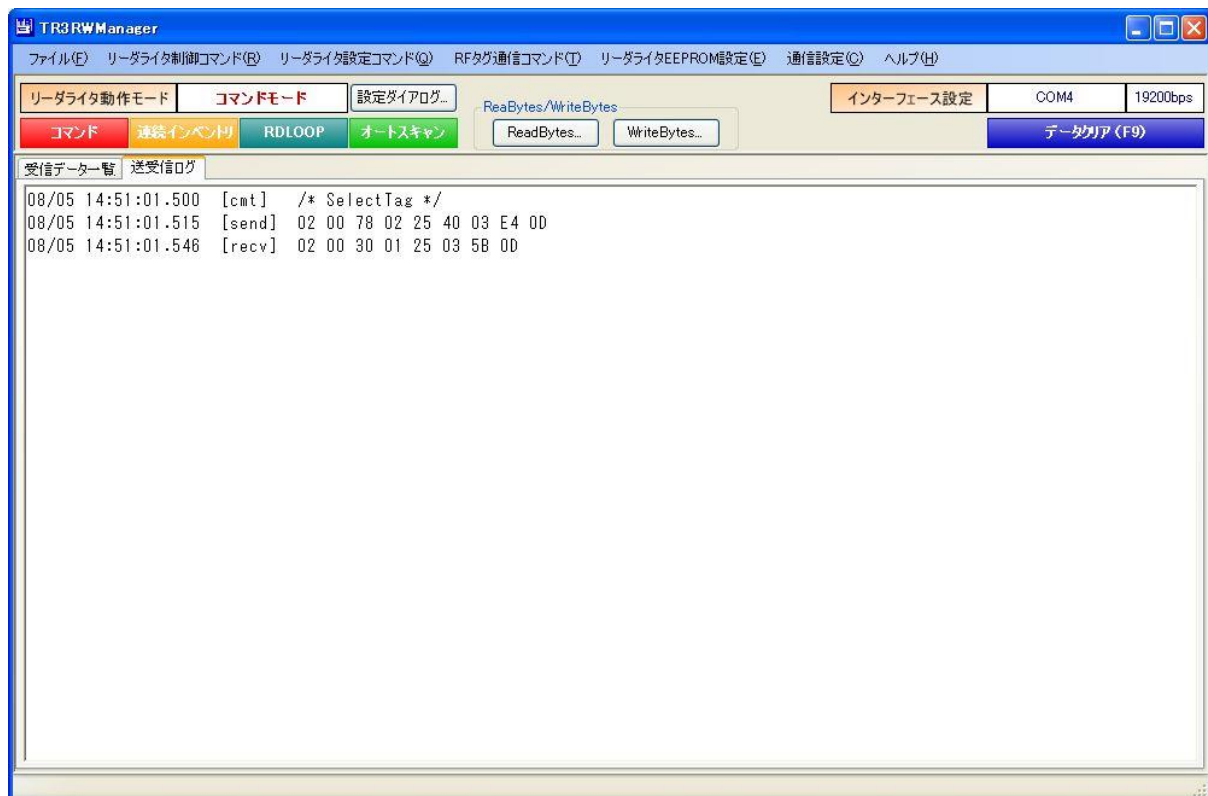 TR3RWManager
ファイル(F) リーダライタ制御コマンド(R) リーダライタ設定コマンド(Q) RFタグ通信コマンド(T) リーダライタEEPROM設定(E) 通信設定(C) ヘルプ(H)
リーダライタ動作モード コマンドモード 設定ダイアログ... ReaBytes/WriteBytes インターフェース設定 COM4 19200bps
コマンド 連続インベントリ RDLOOP オートスキャン ReadBytes... WriteBytes... データクリア(F9)
受信データ一覧 送受信ログ
08/05 14:51:01.500 [cmt] /* SelectTag */
08/05 14:51:01.515 [send] 02 00 78 02 25 40 03 E4 0D
08/05 14:51:01.546 [recv] 02 00 30 01 25 03 5B 0D